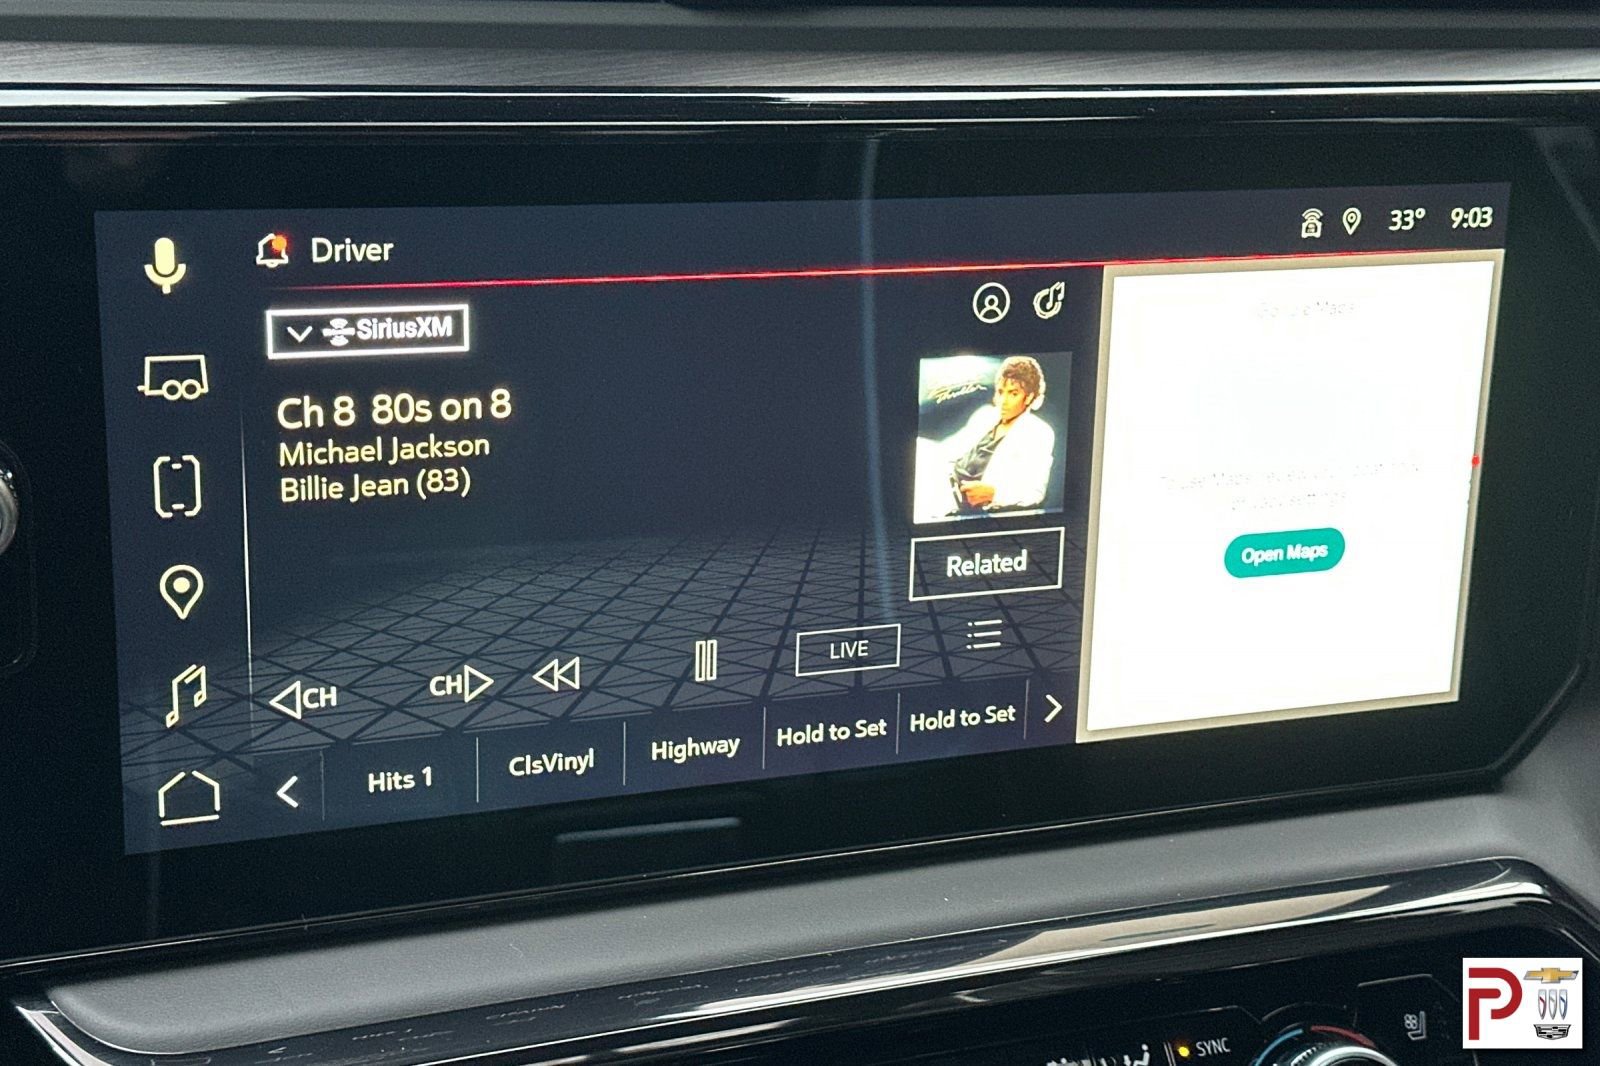 Driver
33° 9:03
SiriusXM
Ch 8 80s on 8
Michael Jackson
Billie Jean (83)
Thriller
Related
Open Maps
CH
CH
LIVE
Hits 1
ClsVinyl
Highway
Hold to Set
Hold to Set
SYNC
P